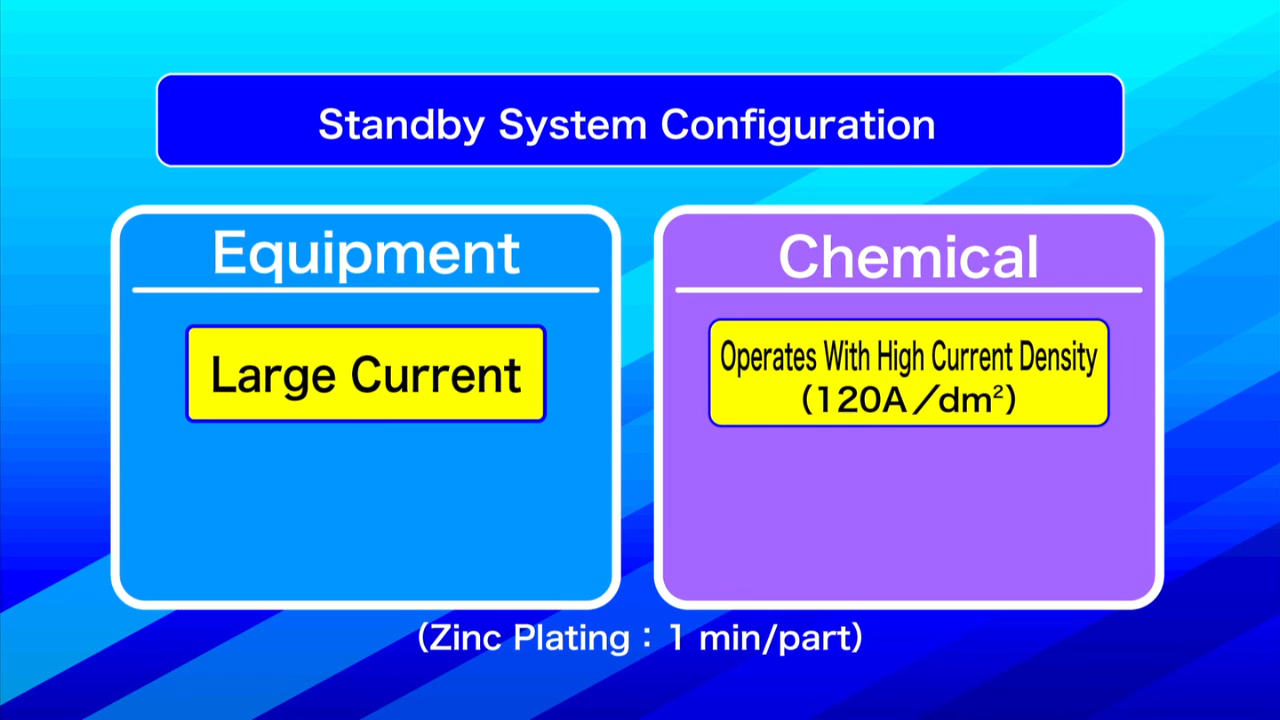 Standby System Configuration
Equipment
Large Current
Chemical
Operates With High Current Density
(120A/dm²)
(Zinc Plating：1 min/part)